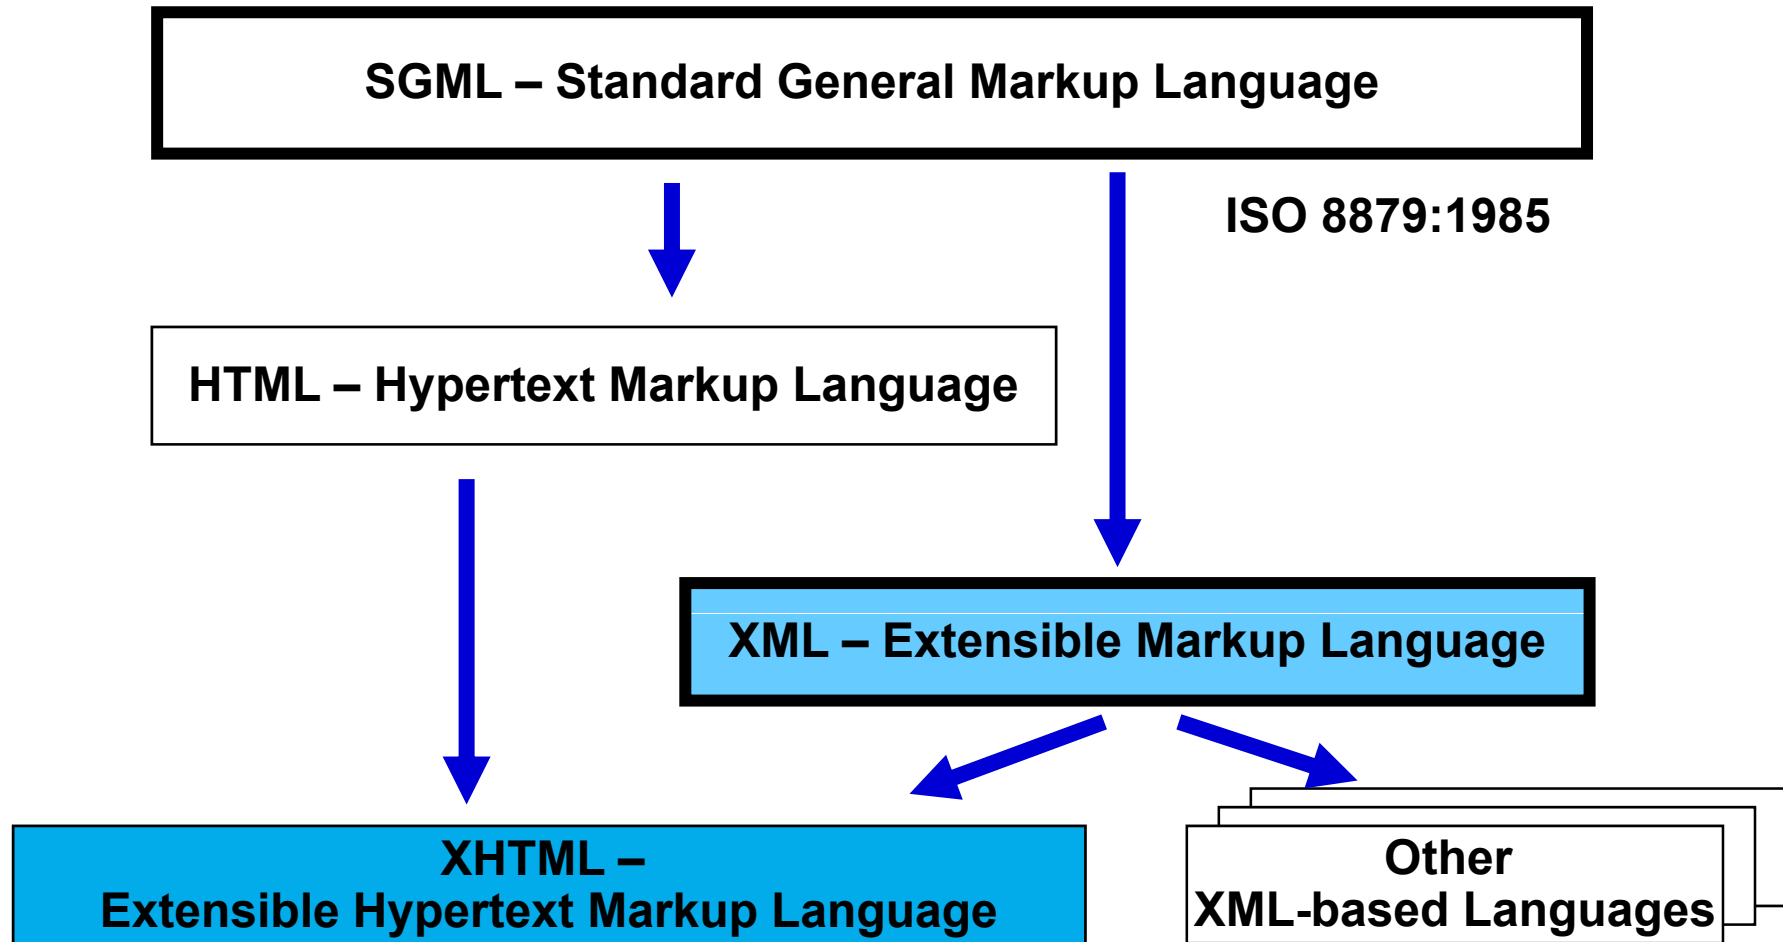 SGML – Standard General Markup Language
ISO 8879:1985
HTML – Hypertext Markup Language
XML – Extensible Markup Language
XHTML –
Extensible Hypertext Markup Language
Other
XML-based Languages